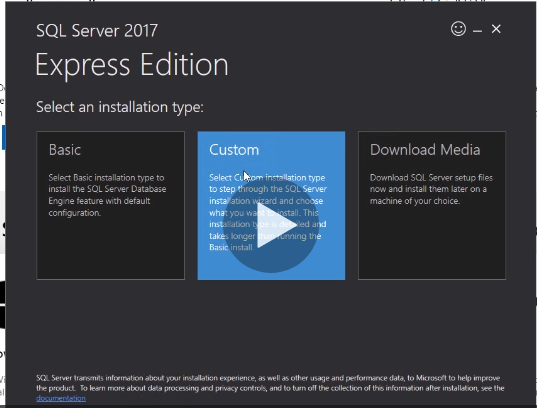 SQL Server 2017
Express Edition
Select an installation type:
Basic
Select Basic installation type to
install the SQL Server Database
Engine feature with default
configuration.
Custom
Select Custom installation type
to step through the SQL Server
installation wizard and choose
what you want to install. This
installation type is detailed and
takes longer than running the
Basic install.
Download Media
Download SQL Server setup files
now and install them later on a
machine of your choice.
SQL Server transmits information about your installation experience, as well as other usage and performance data, to Microsoft to help improve
the product. To learn more about data processing and privacy controls, and to turn off the collection of this information after installation, see the
documentation